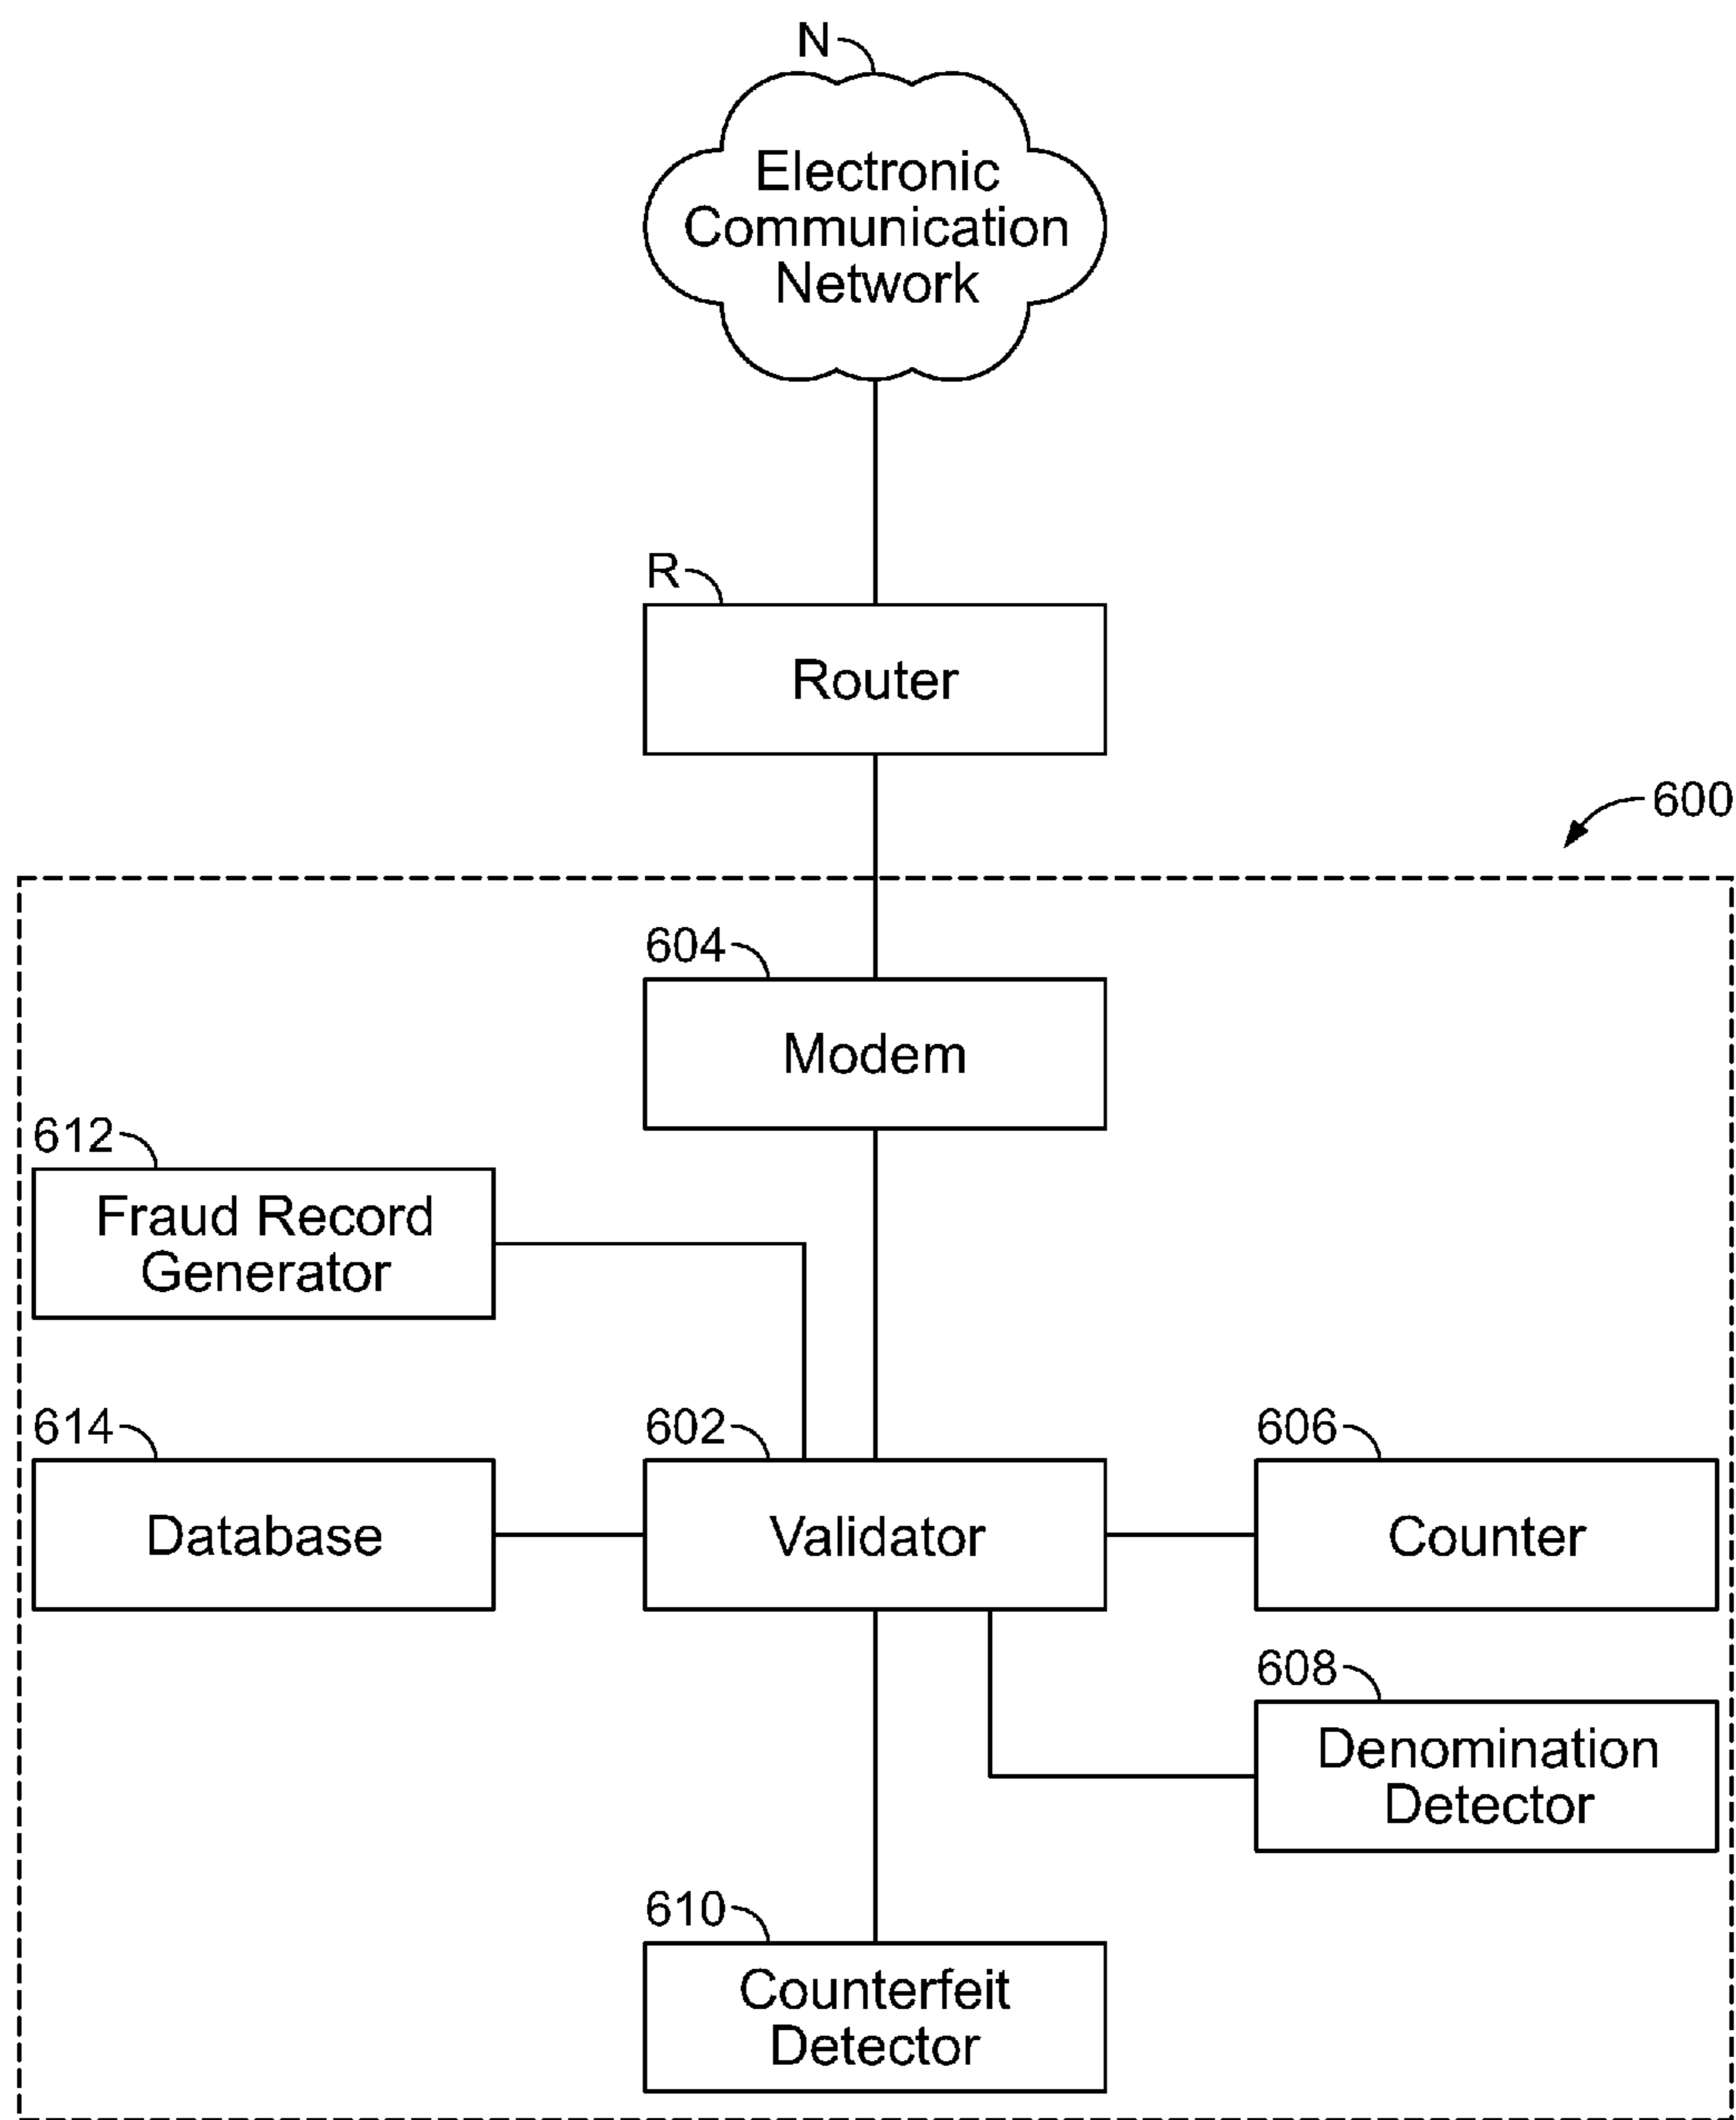 N
Electronic
Communication
Network
R
Router
600
604
Modem
612
Fraud Record
Generator
614
Database
602
Validator
606
Counter
608
Denomination
Detector
610
Counterfeit
Detector